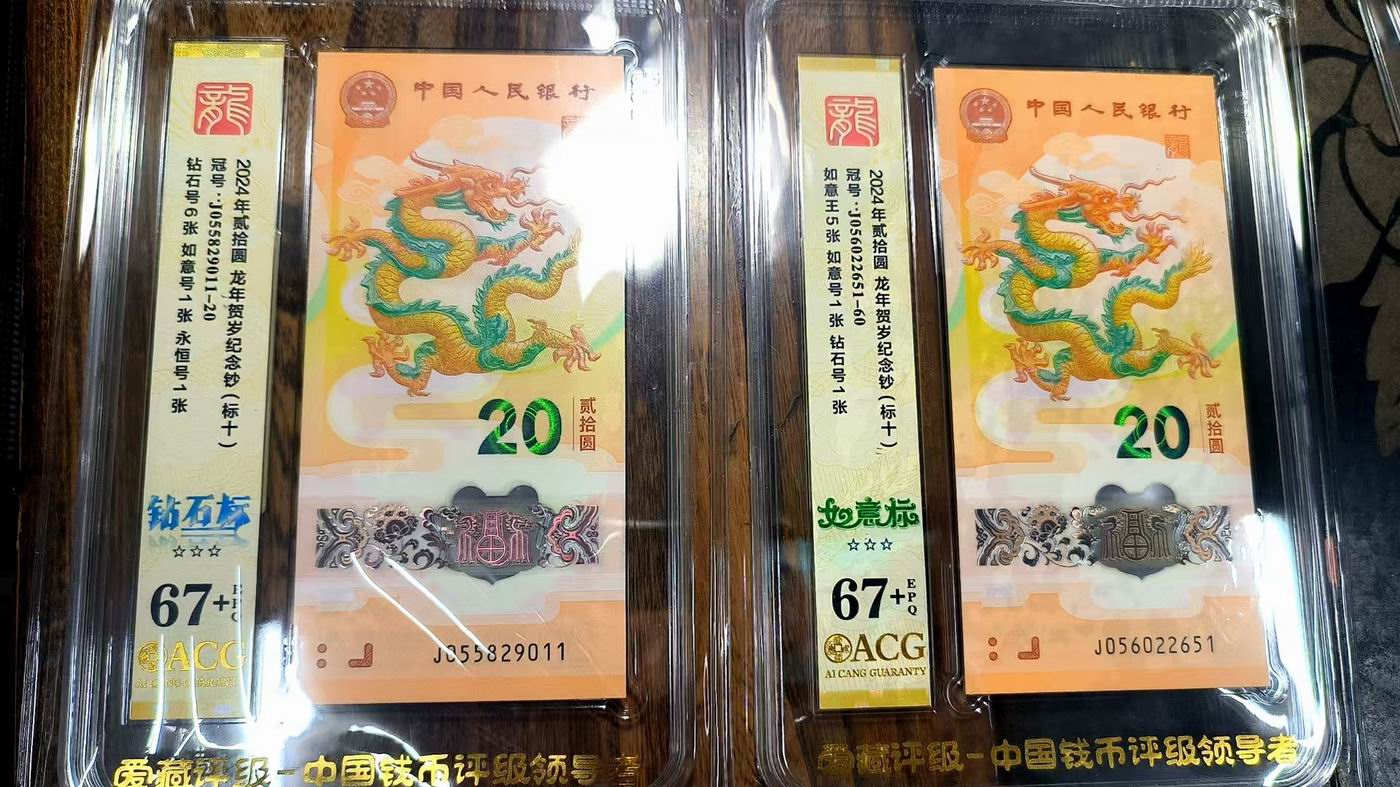 龍
2024年贰拾圆 龙年贺岁纪念钞(标十)
冠号:J055829011-20
钻石号6张 如意号1张 永恒号1张
钻石标
☆☆☆
67+
EPQ
ACG
AI CANG GUARANTY
中国人民银行
20
贰拾圆
J055829011
爱藏评级-中国钱币评级领导者
龍
2024年贰拾圆 龙年贺岁纪念钞(标十)
冠号:J056022651-60
如意王5张 如意号1张 钻石号1张
如意标
☆☆☆
67+
EPQ
ACG
AI CANG GUARANTY
中国人民银行
20
贰拾圆
J056022651
爱藏评级-中国钱币评级领导者